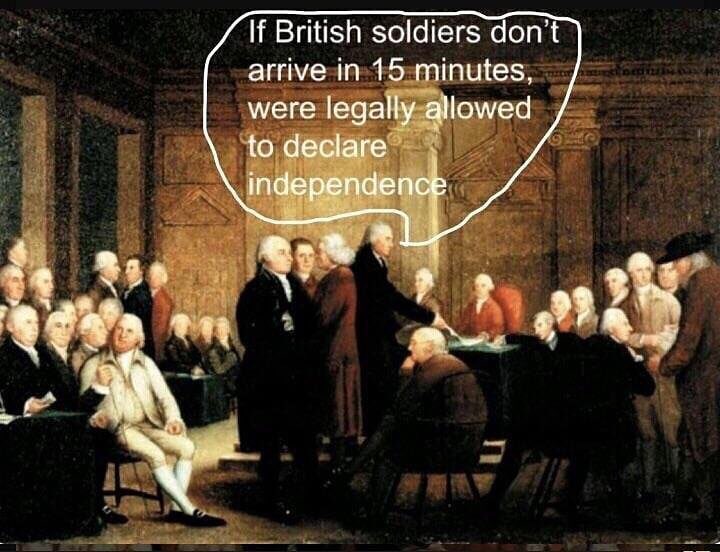 If British soldiers don't
arrive in 15 minutes,
were legally allowed
to declare
independence